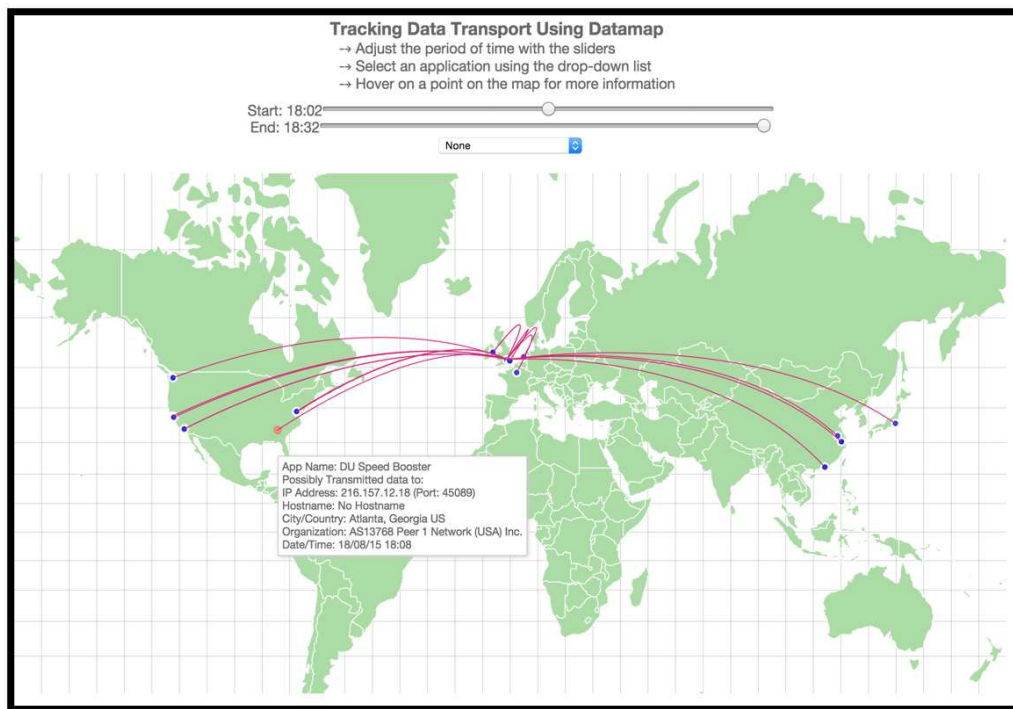 Tracking Data Transport Using Datamap
→ Adjust the period of time with the sliders
→ Select an application using the drop-down list
→ Hover on a point on the map for more information
Start: 18:02
End: 18:32
None
App Name: DU Speed Booster
Possibly Transmitted data to:
IP Address: 216.157.12.18 (Port: 45089)
Hostname: No Hostname
City/Country: Atlanta, Georgia US
Organization: AS13768 Peer 1 Network (USA) Inc.
Date/Time: 18/08/15 18:08